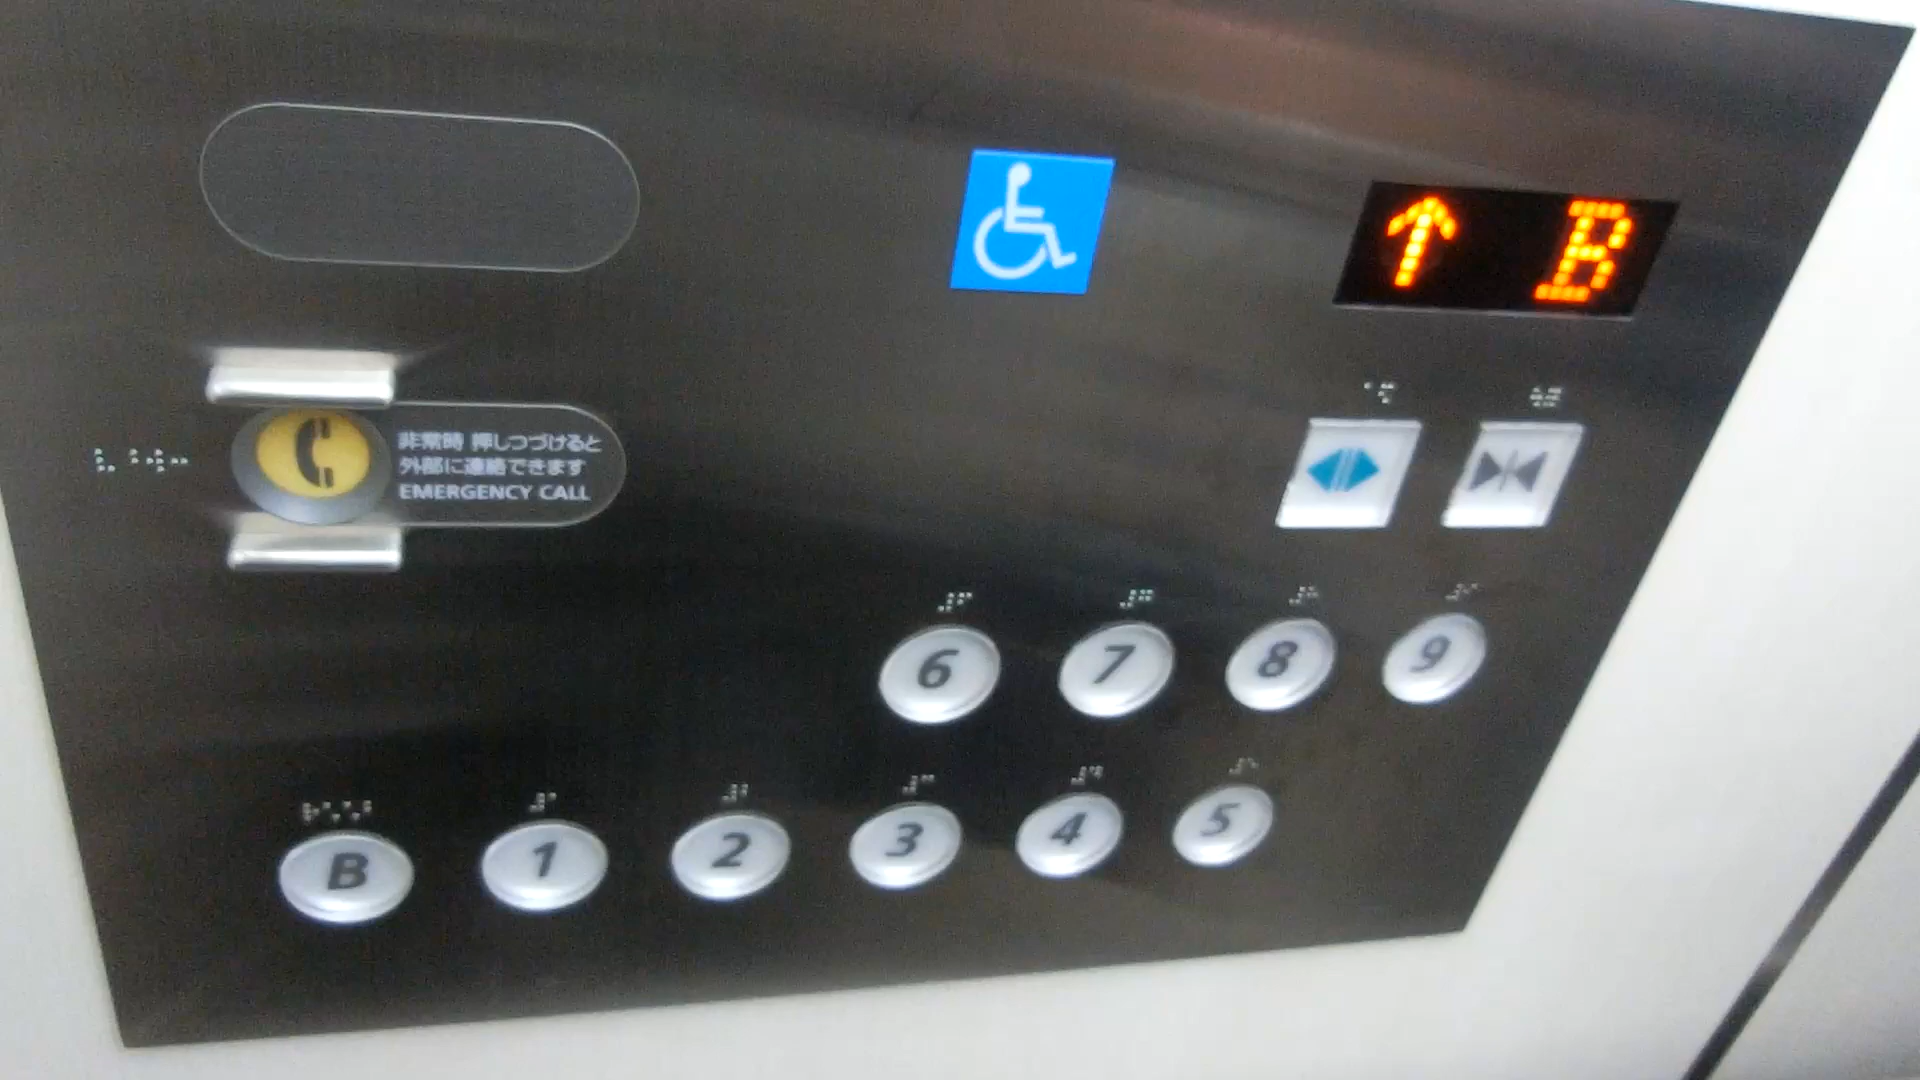 ↑ B
非常時 押しつづけると
外部に連絡できます
EMERGENCY CALL
6 7 8 9
B 1 2 3 4 5